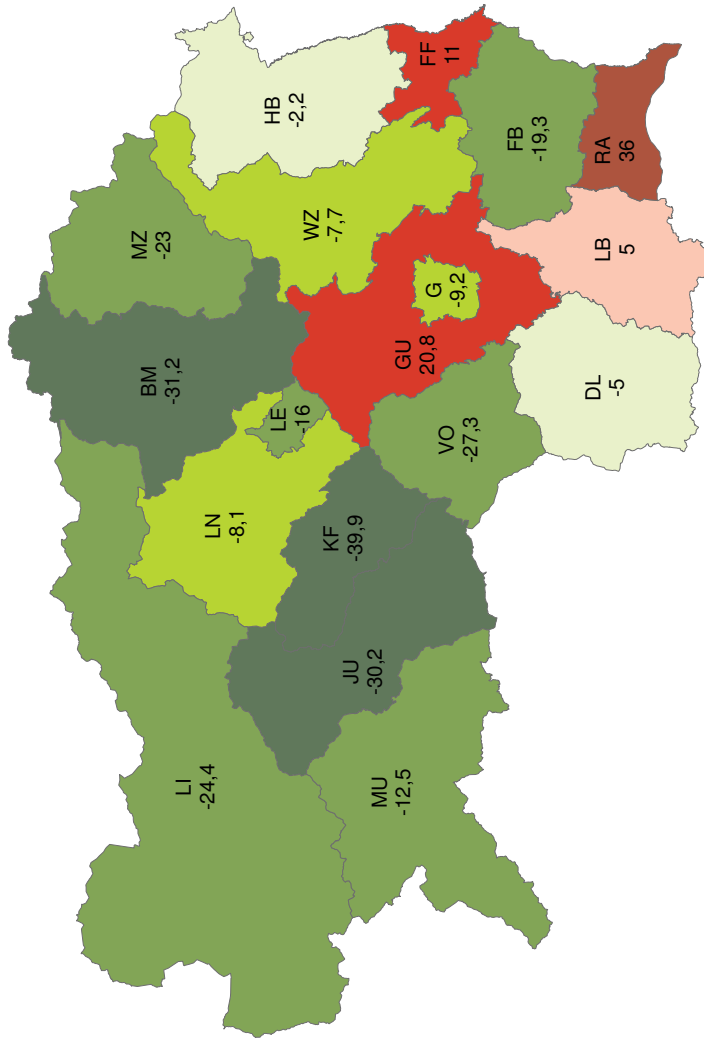 MZ
-23
BM
-31,2
LI
-24,4
LN
-8,1
HB
-2,2
LE
-16
WZ
-7,7
KF
-39,9
JU
-30,2
MU
-12,5
GU
20,8
FF
11
G
-9,2
VO
-27,3
FB
-19,3
DL
-5
LB
5
RA
36